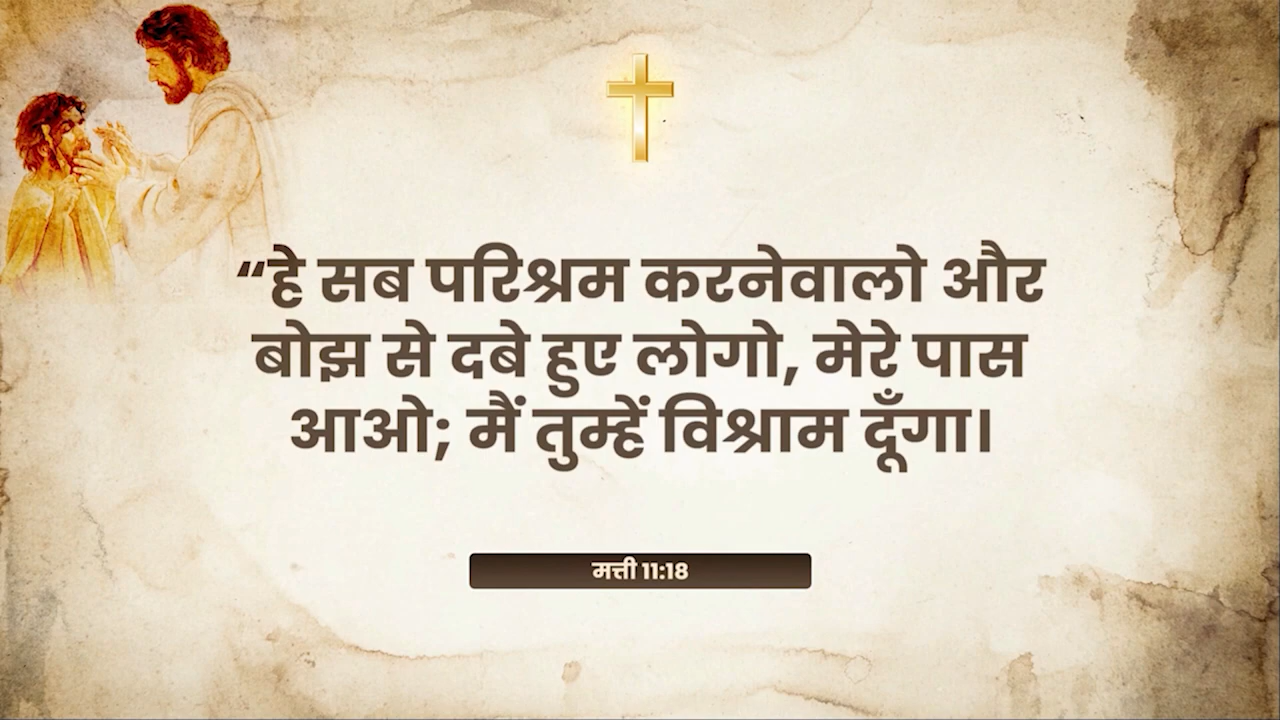 “हे सब परिश्रम करनेवालो और
बोझ से दबे हुए लोगो, मेरे पास
आओ; मैं तुम्हें विश्राम दूँगा।
मत्ती 11:18